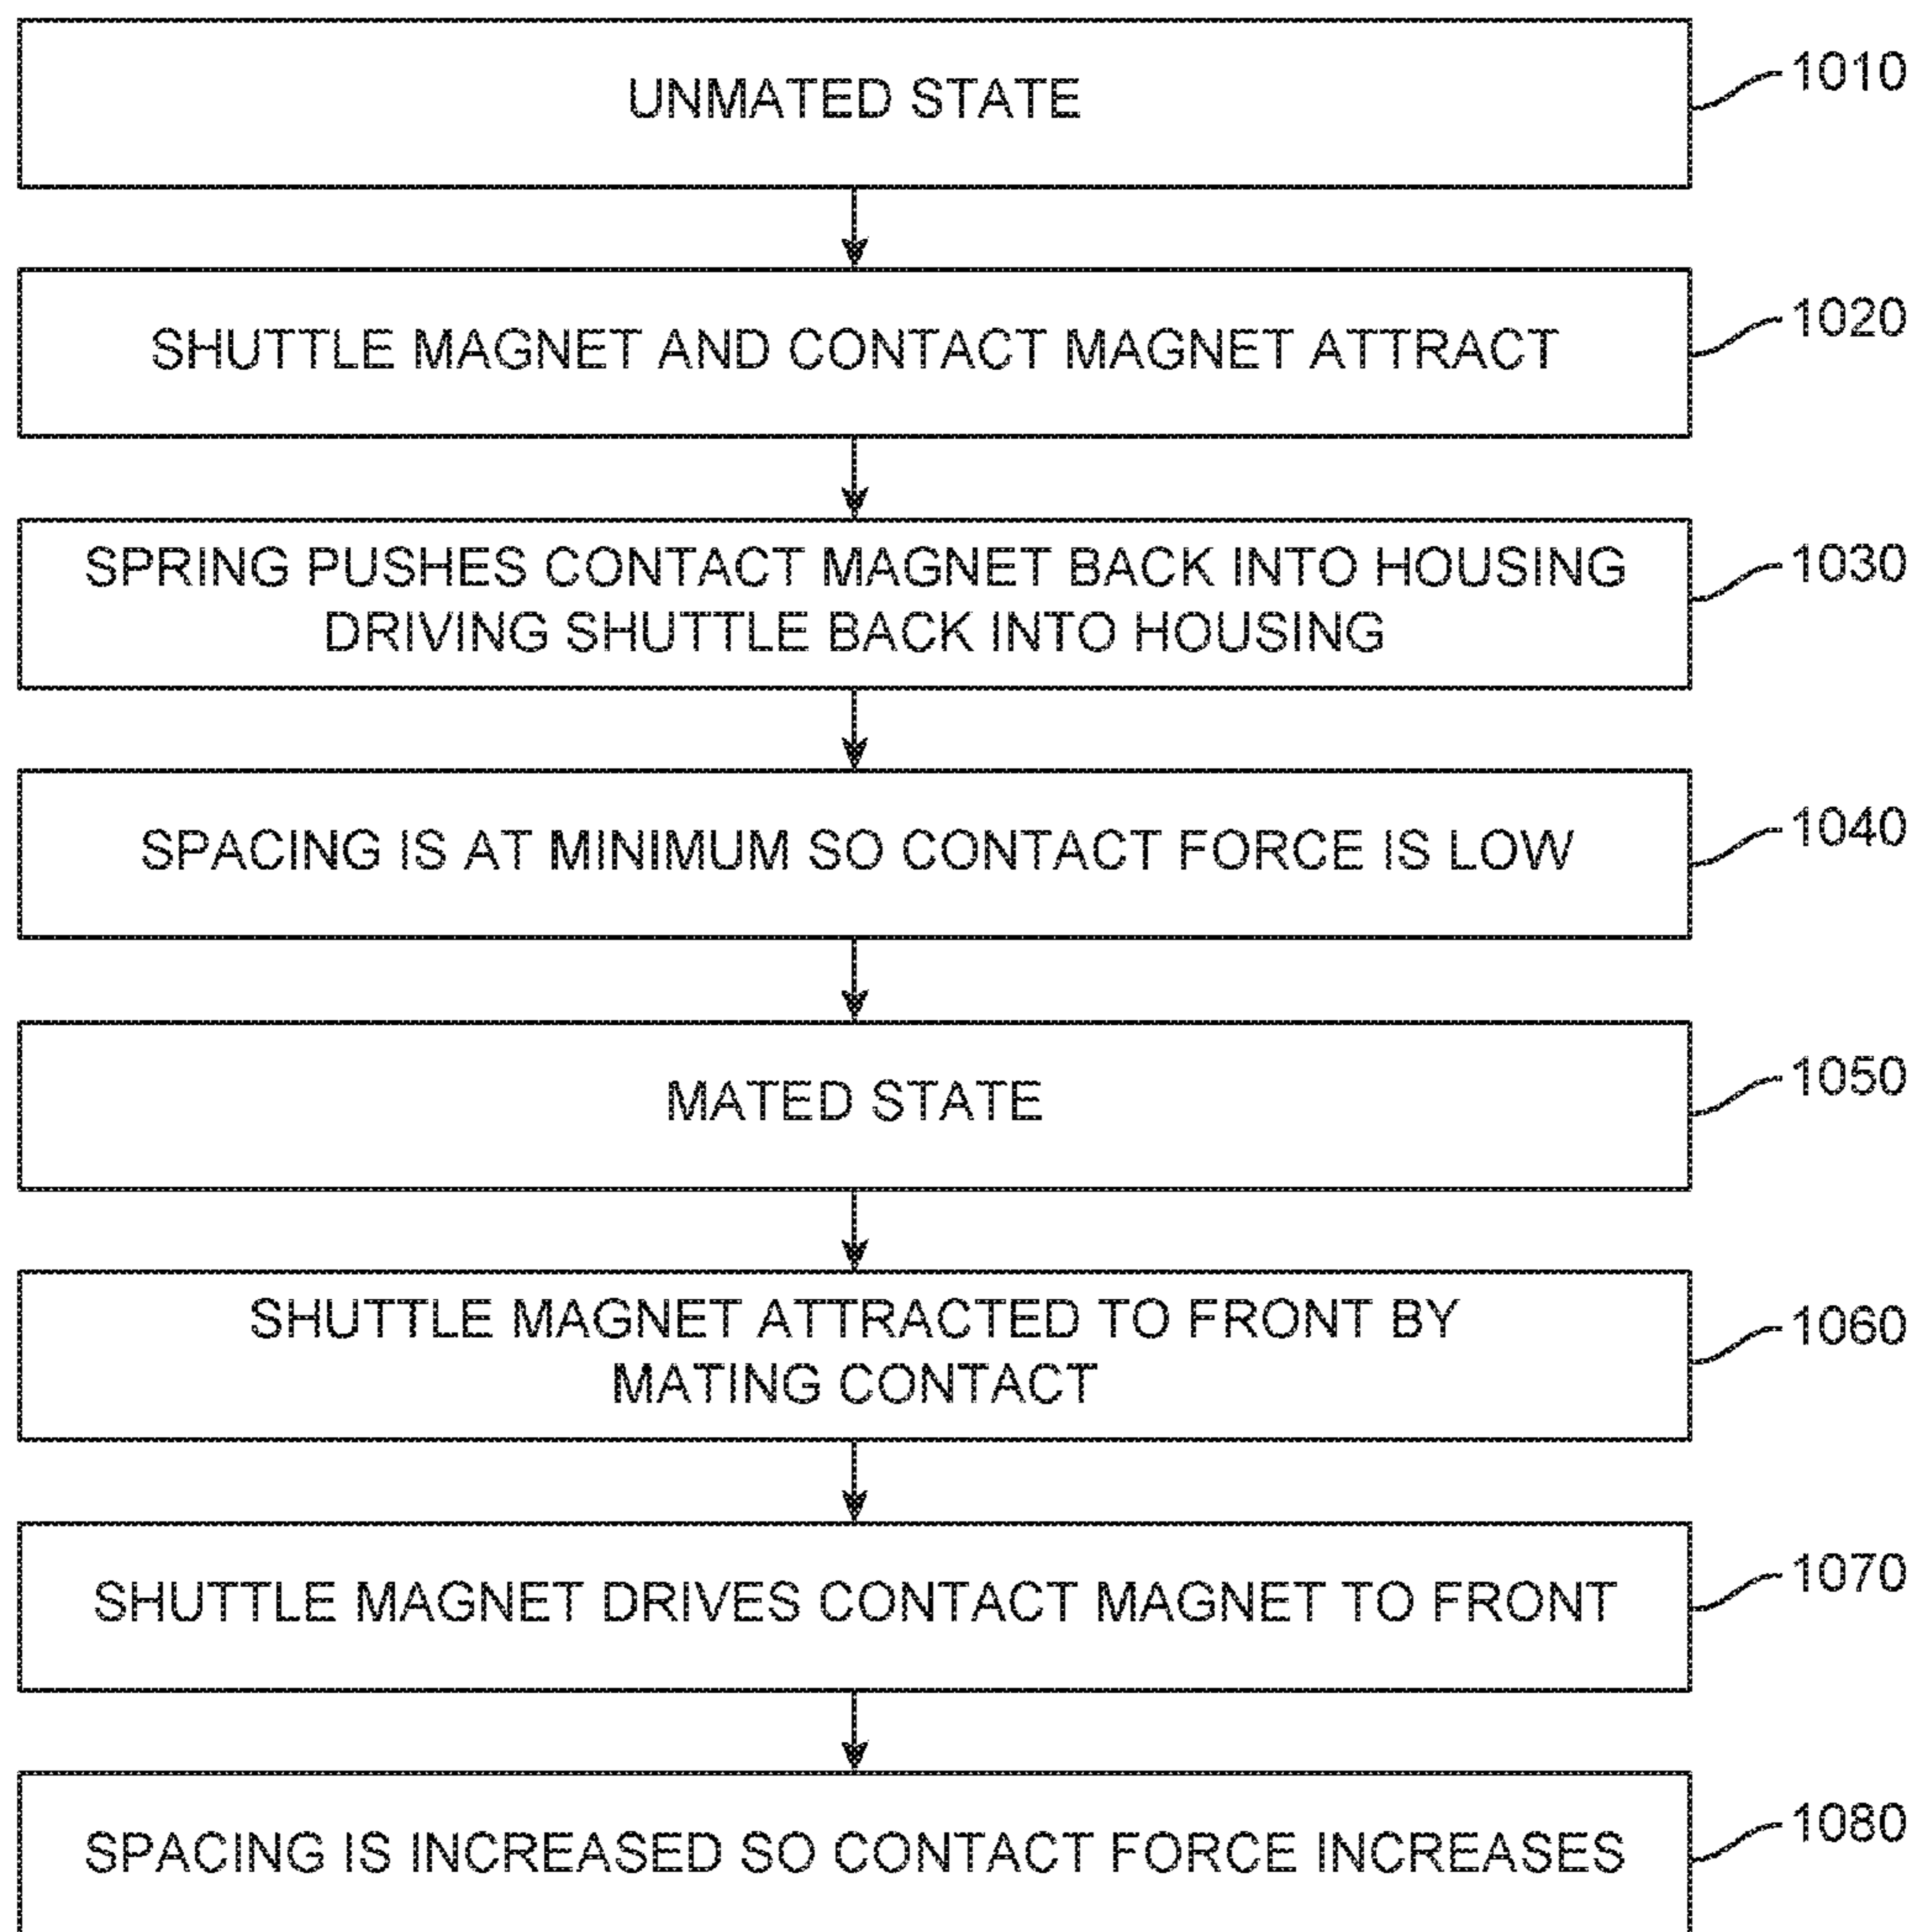 UNMATED STATE
1010
SHUTTLE MAGNET AND CONTACT MAGNET ATTRACT
1020
SPRING PUSHES CONTACT MAGNET BACK INTO HOUSING
DRIVING SHUTTLE BACK INTO HOUSING
1030
SPACING IS AT MINIMUM SO CONTACT FORCE IS LOW
1040
MATED STATE
1050
SHUTTLE MAGNET ATTRACTED TO FRONT BY
MATING CONTACT
1060
SHUTTLE MAGNET DRIVES CONTACT MAGNET TO FRONT
1070
SPACING IS INCREASED SO CONTACT FORCE INCREASES
1080